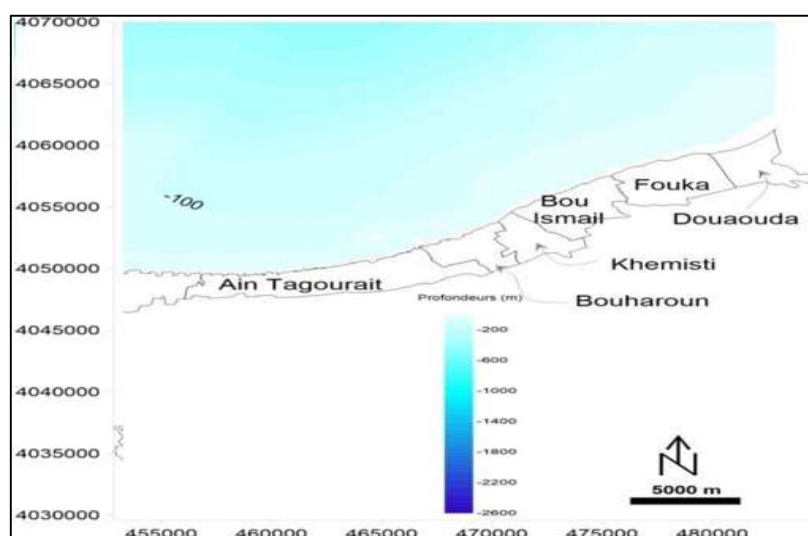 4070000
4065000
4060000
4055000
4050000
4045000
4040000
4035000
4030000
-100
Bou
Ismail
Fouka
Douaouda
Khemisti
Ain Tagourait
Bouharoun
Profondeurs (m)
-200
-600
-1000
-1400
-1800
-2200
-2600
N
5000 m
455000 460000 465000 470000 475000 480000